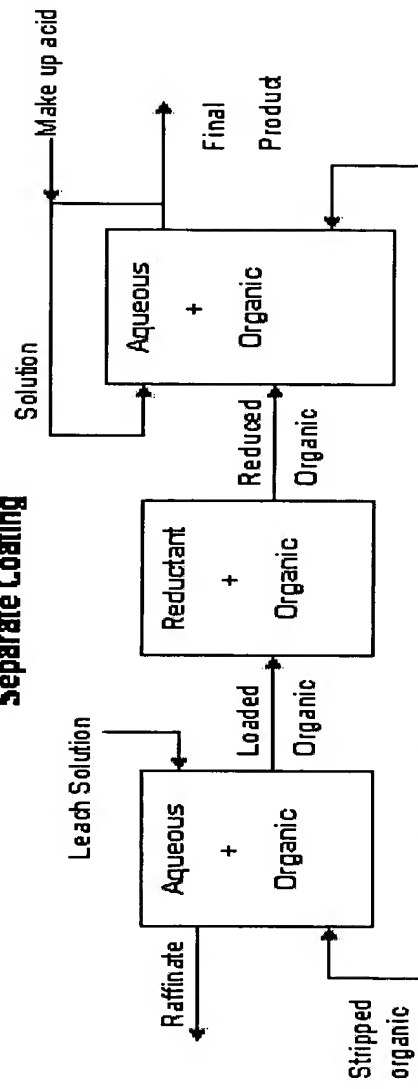 Separate Coating
Make up acid
Solution
Final
Product
Aqueous
+
Organic
Reduced
Organic
Reductant
+
Organic
Loaded
Organic
Leach Solution
Aqueous
+
Organic
Raffinate
Stripped
organic